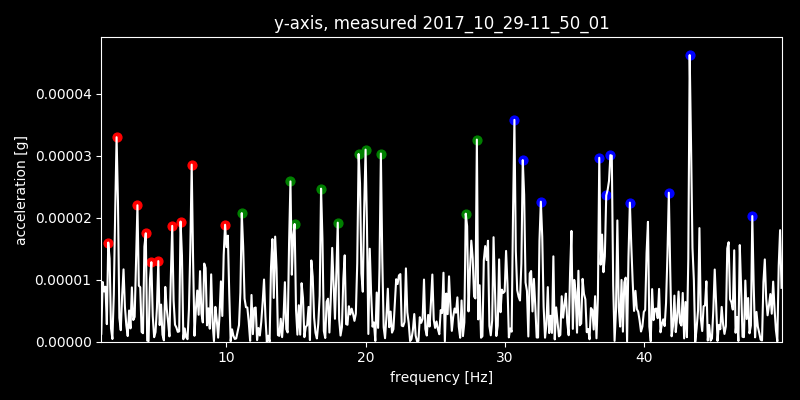 y-axis, measured 2017_10_29-11_50_01
0.00004
0.00003
0.00002
0.00001
0.00000
acceleration [g]
10 20 30 40
frequency [Hz]